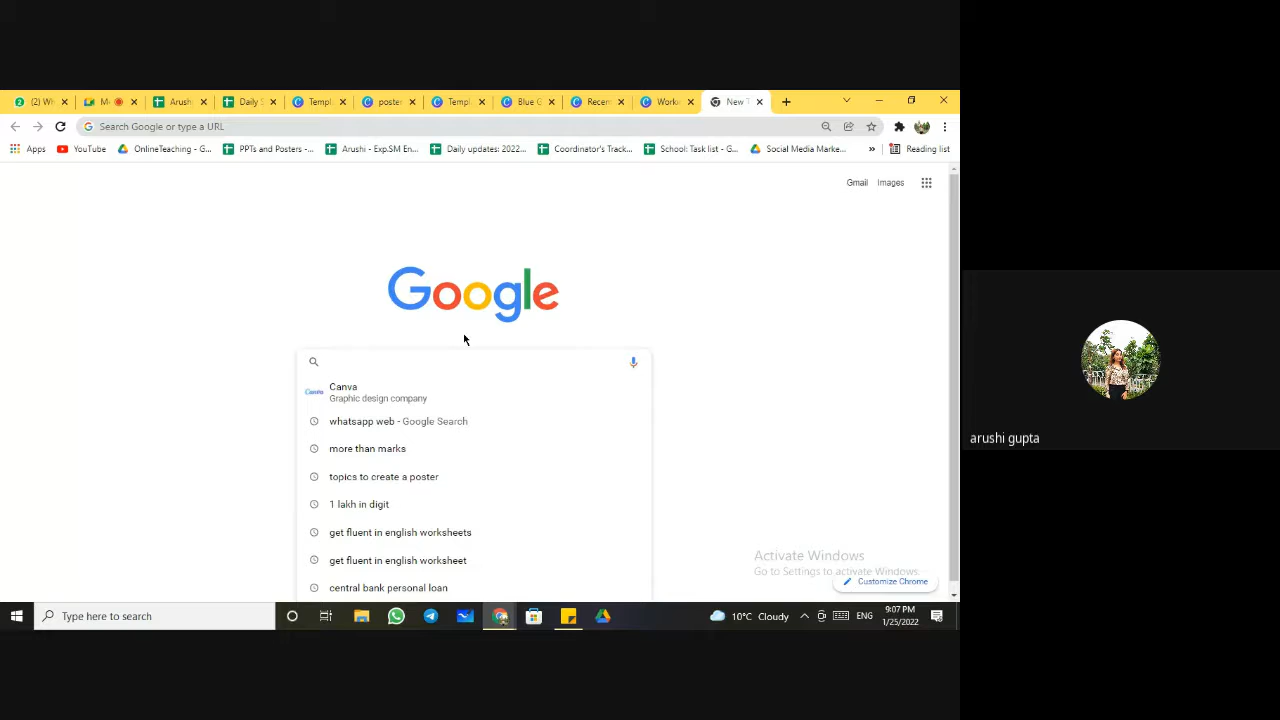 (2) Wh
Me
Arushi
Daily S
Templ
poster
Templ
Blue G
Recen
Worke
New T
Search Google or type a URL
Apps
YouTube
OnlineTeaching - G...
PPTs and Posters -...
Arushi - Exp.SM En...
Daily updates: 2022...
Coordinator's Track...
School: Task list - G...
Social Media Marke...
»
Reading list
Gmail
Images
Google
Canva
Graphic design company
whatsapp web - Google Search
more than marks
topics to create a poster
1 lakh in digit
get fluent in english worksheets
get fluent in english worksheet
central bank personal loan
Activate Windows
Go to Settings to activate Windows.
Customize Chrome
arushi gupta
Type here to search
10°C Cloudy
ENG
9:07 PM
1/25/2022